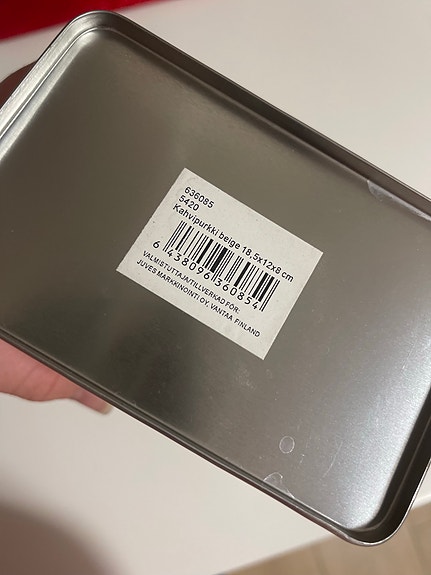 636085
5420
Kahvipurkki beige 18,5x12x8 cm
6 438096 360854
VALMISTUTTAJA/TILLVERKAD FÖR:
JUVES MARKKINOINTI OY, VANTAA FINLAND